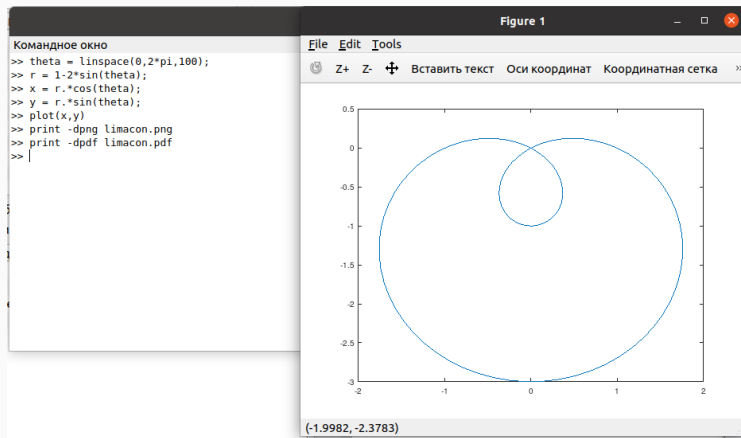 Командное окно
>> theta = linspace(0,2*pi,100);
>> r = 1-2*sin(theta);
>> x = r.*cos(theta);
>> y = r.*sin(theta);
>> plot(x,y)
>> print -dpng limacon.png
>> print -dpdf limacon.pdf
>>
Figure 1
File Edit Tools
Z+ Z- Вставить текст Оси координат Координатная сетка »
0.5
0
-0.5
-1
-1.5
-2
-2.5
-3
-2 -1 0 1 2
(-1.9982, -2.3783)